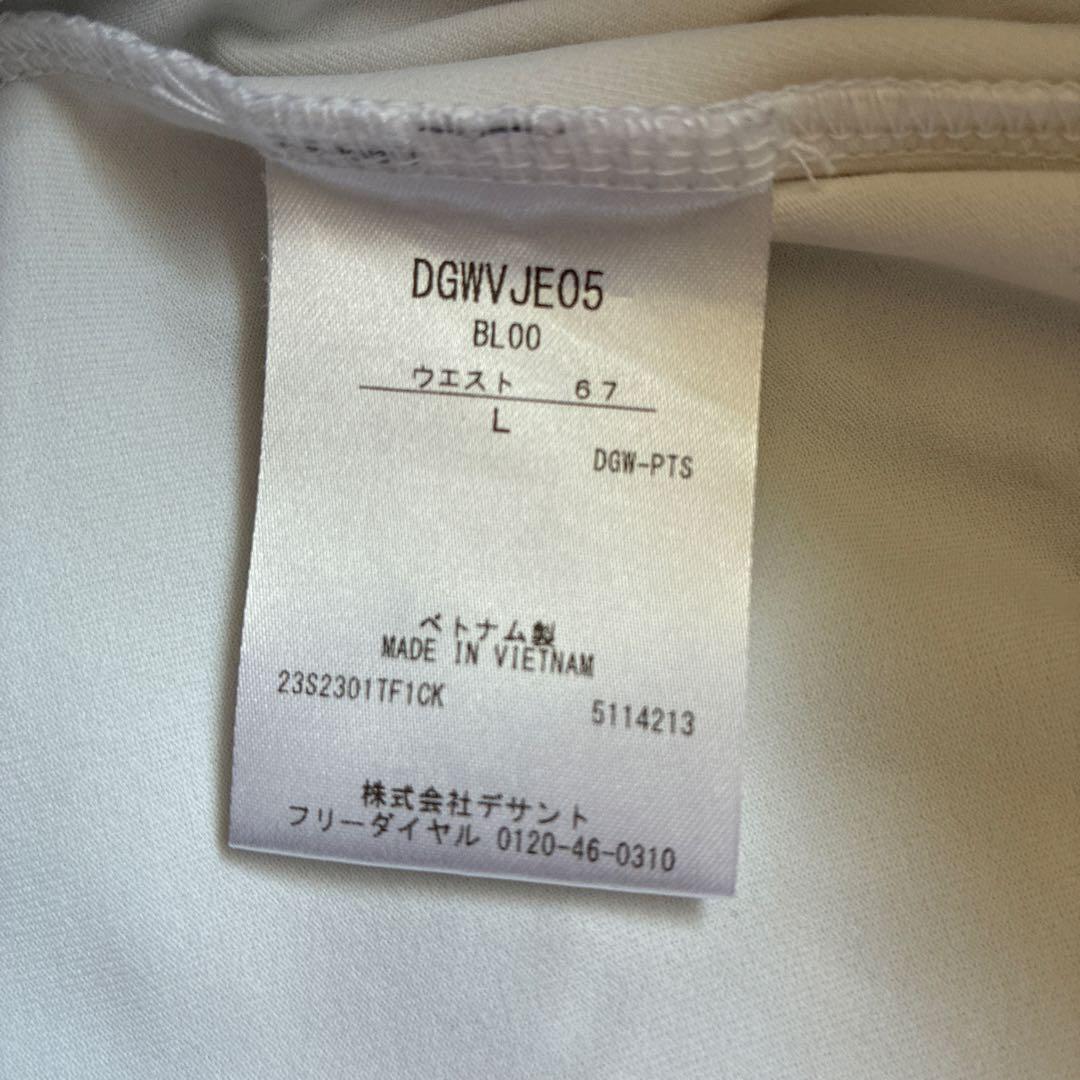 DGWVJE05
BL00
ウエスト 67
L
DGW-PTS
ベトナム製
MADE IN VIETNAM
23S2301TF1CK
5114213
株式会社デサント
フリーダイヤル 0120-46-0310